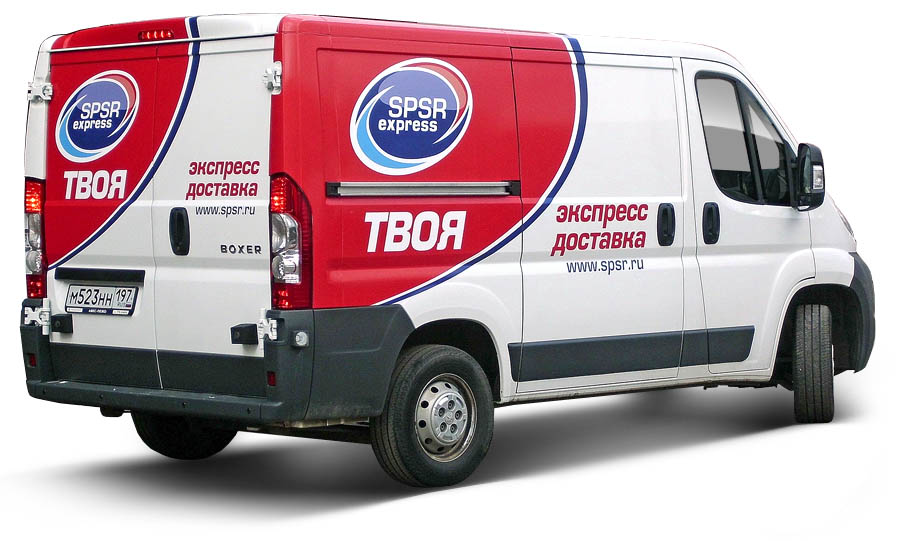 SPSR
express
ТВОЯ
экспресс
доставка
www.spsr.ru
BOXER
М523НН 197
RUS
SPSR
express
ТВОЯ
экспресс
доставка
www.spsr.ru